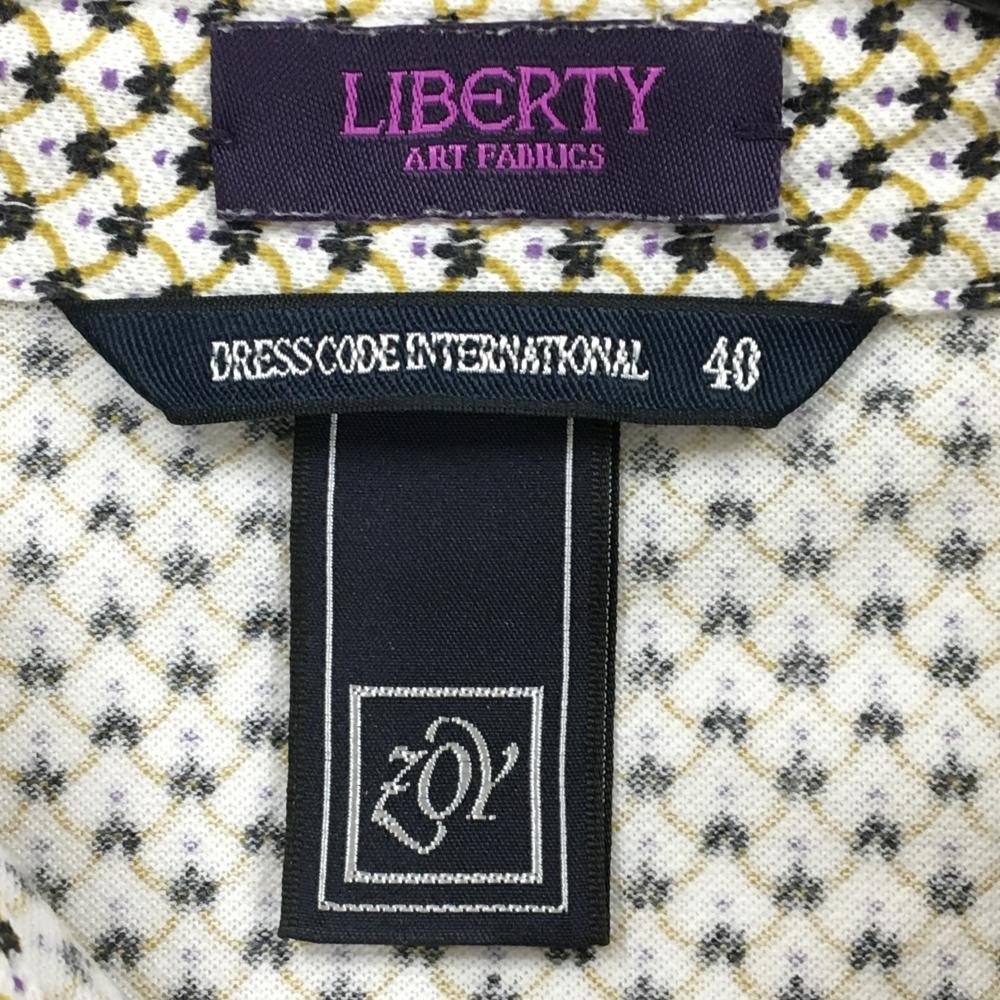 LIBERTY
ART FABRICS
DRESS CODE INTERNATIONAL 40
ZOY